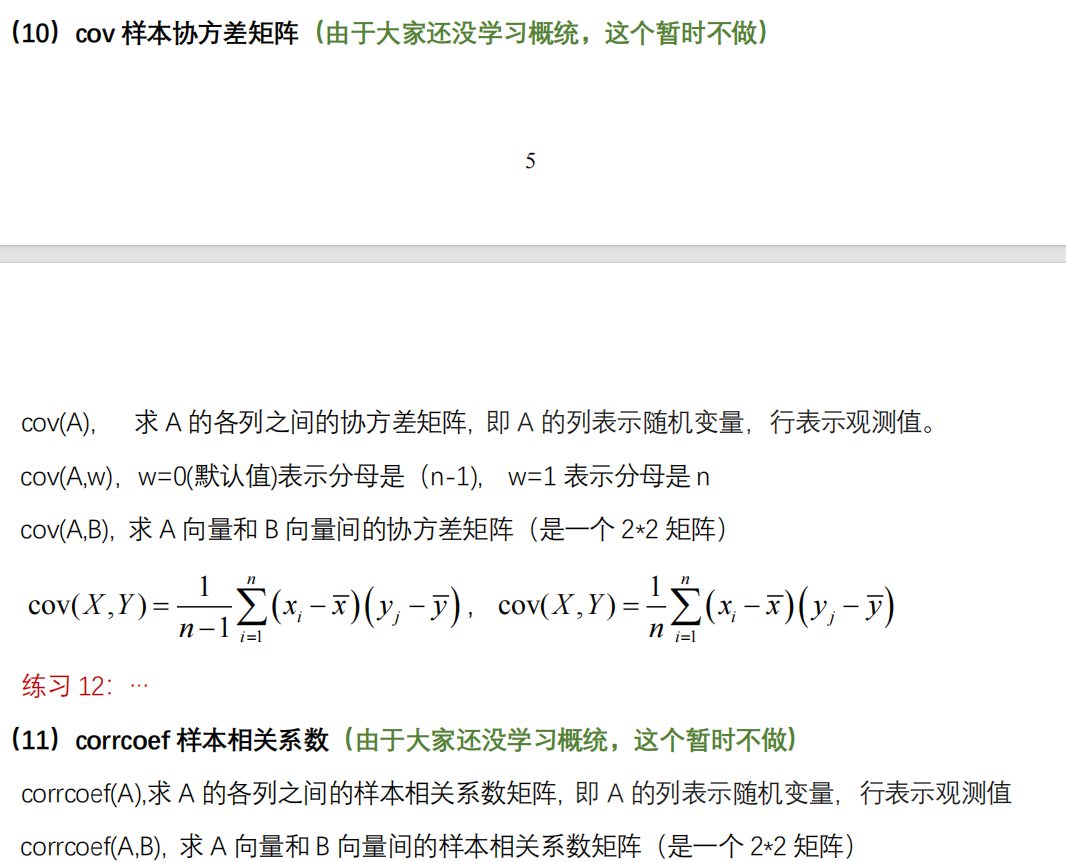 (10) cov 样本协方差矩阵（由于大家还没学习概统，这个暂时不做）
5
cov(A), 求 A 的各列之间的协方差矩阵, 即 A 的列表示随机变量，行表示观测值。
cov(A,w)，w=0(默认值)表示分母是（n-1), w=1 表示分母是 n
cov(A,B), 求 A 向量和 B 向量间的协方差矩阵（是一个 2*2 矩阵）
cov(X,Y)=\frac{1}{n-1}\sum_{i=1}^{n}(x_i-\overline{x})(y_j-\overline{y}), cov(X,Y)=\frac{1}{n}\sum_{i=1}^{n}(x_i-\overline{x})(y_j-\overline{y})
练习 12：…
(11) corrcoef 样本相关系数（由于大家还没学习概统，这个暂时不做）
corrcoef(A),求 A 的各列之间的样本相关系数矩阵, 即 A 的列表示随机变量，行表示观测值
corrcoef(A,B), 求 A 向量和 B 向量间的样本相关系数矩阵（是一个 2*2 矩阵）